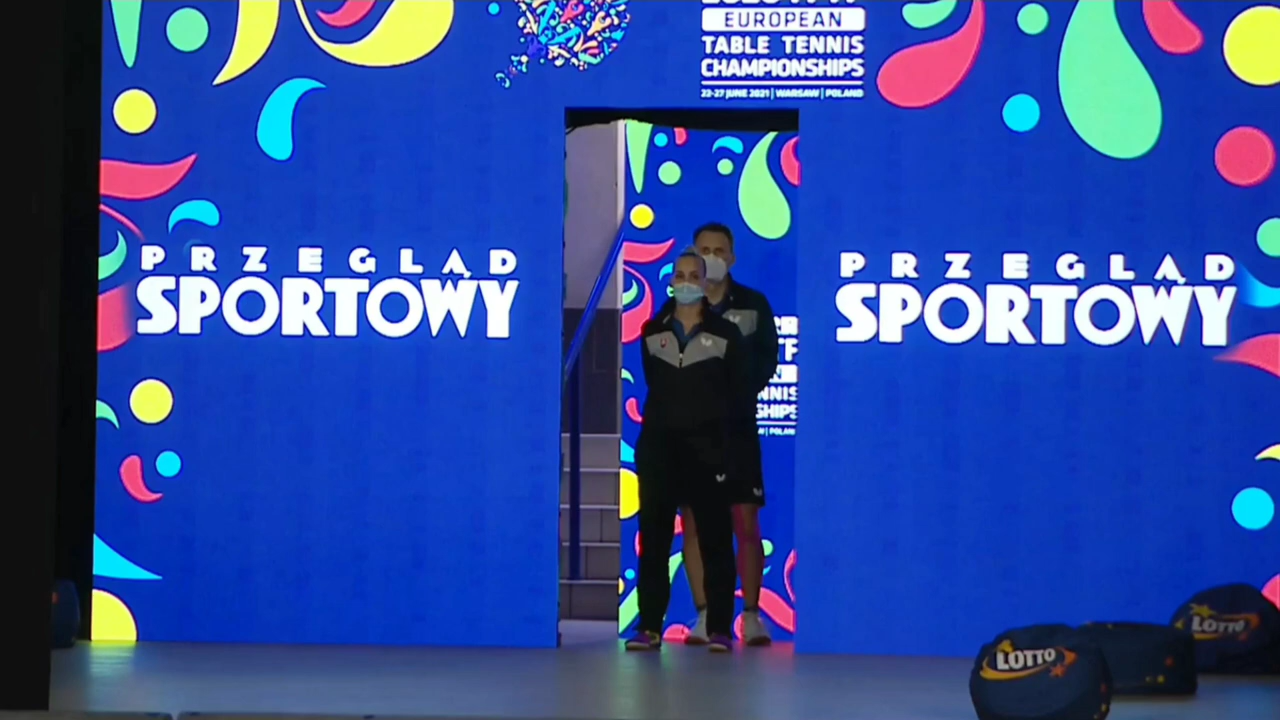 EUROPEAN
TABLE TENNIS
CHAMPIONSHIPS
22-27 JUNE 2021 | WARSAW | POLAND
PRZEGLĄD
SPORTOWY
PRZEGLĄD
SPORTOWY
LOTTO
LOTTO